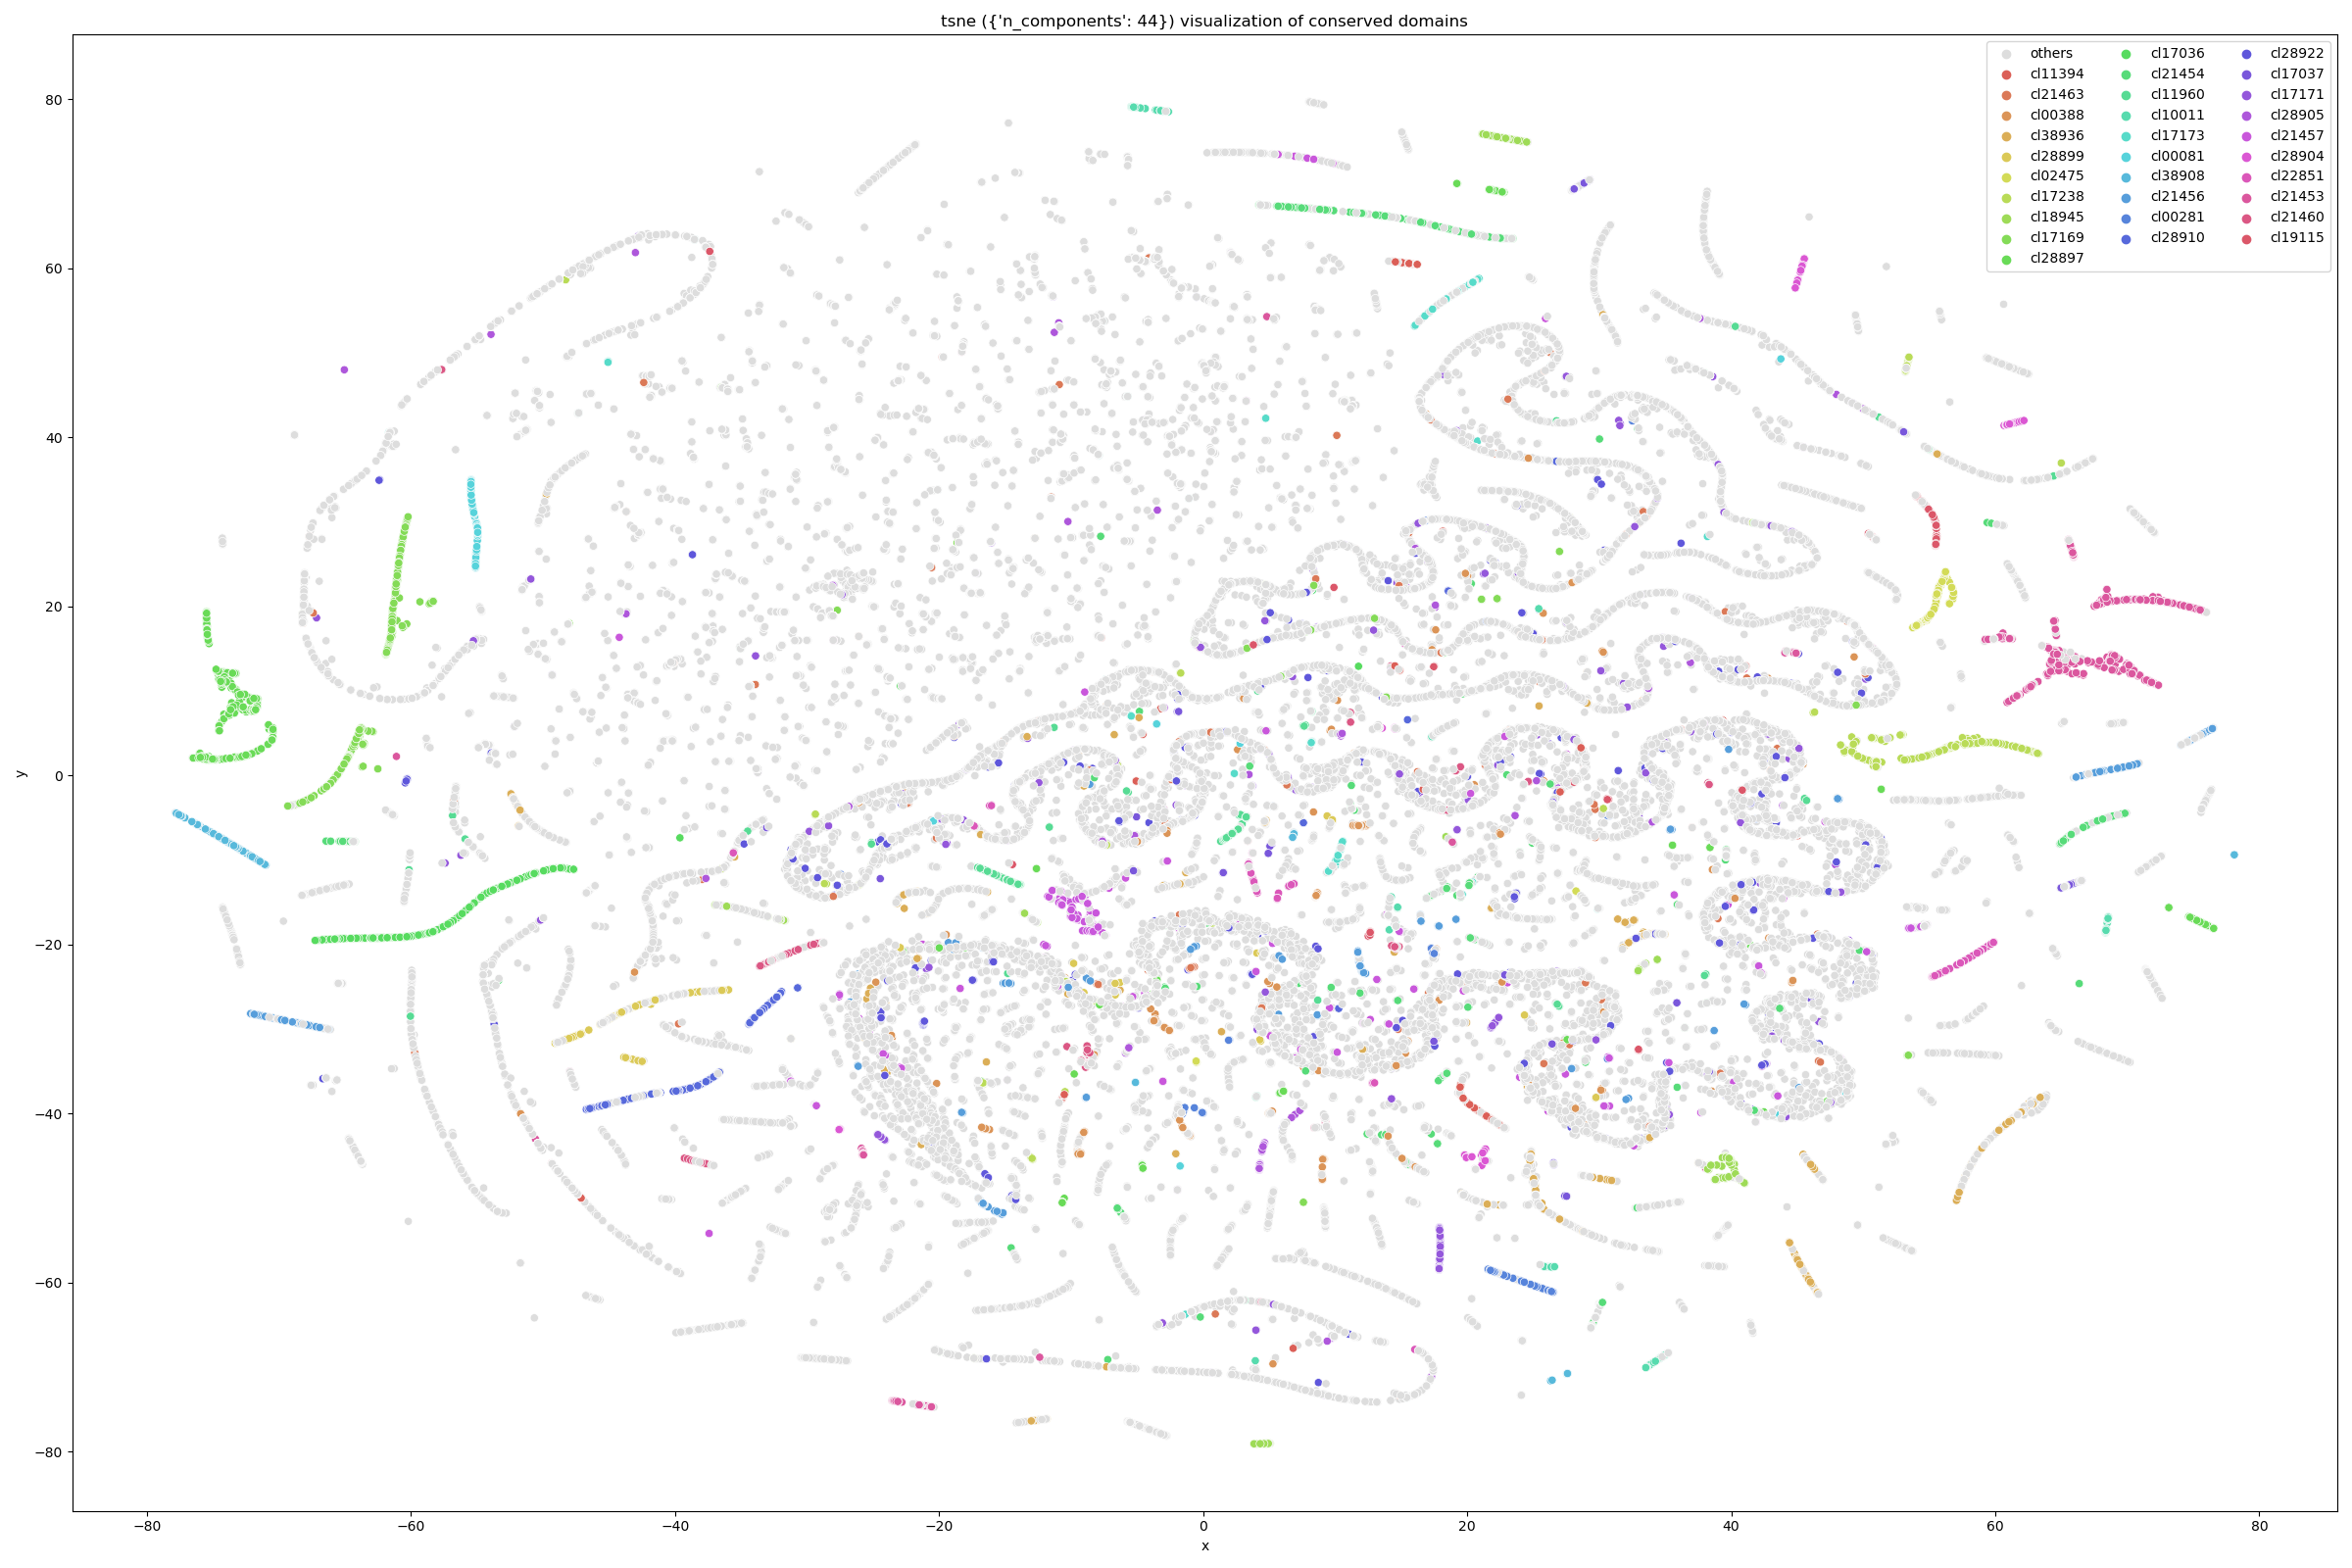 tsne ({'n_components': 44}) visualization of conserved domains
others
cl11394
cl21463
cl00388
cl38936
cl28899
cl02475
cl17238
cl18945
cl17169
cl28897
cl17036
cl21454
cl11960
cl10011
cl17173
cl00081
cl38908
cl21456
cl00281
cl28910
cl28922
cl17037
cl17171
cl28905
cl21457
cl28904
cl22851
cl21453
cl21460
cl19115
80
60
40
20
0
−20
−40
−60
−80
y
−80
−60
−40
−20
0
20
40
60
80
x